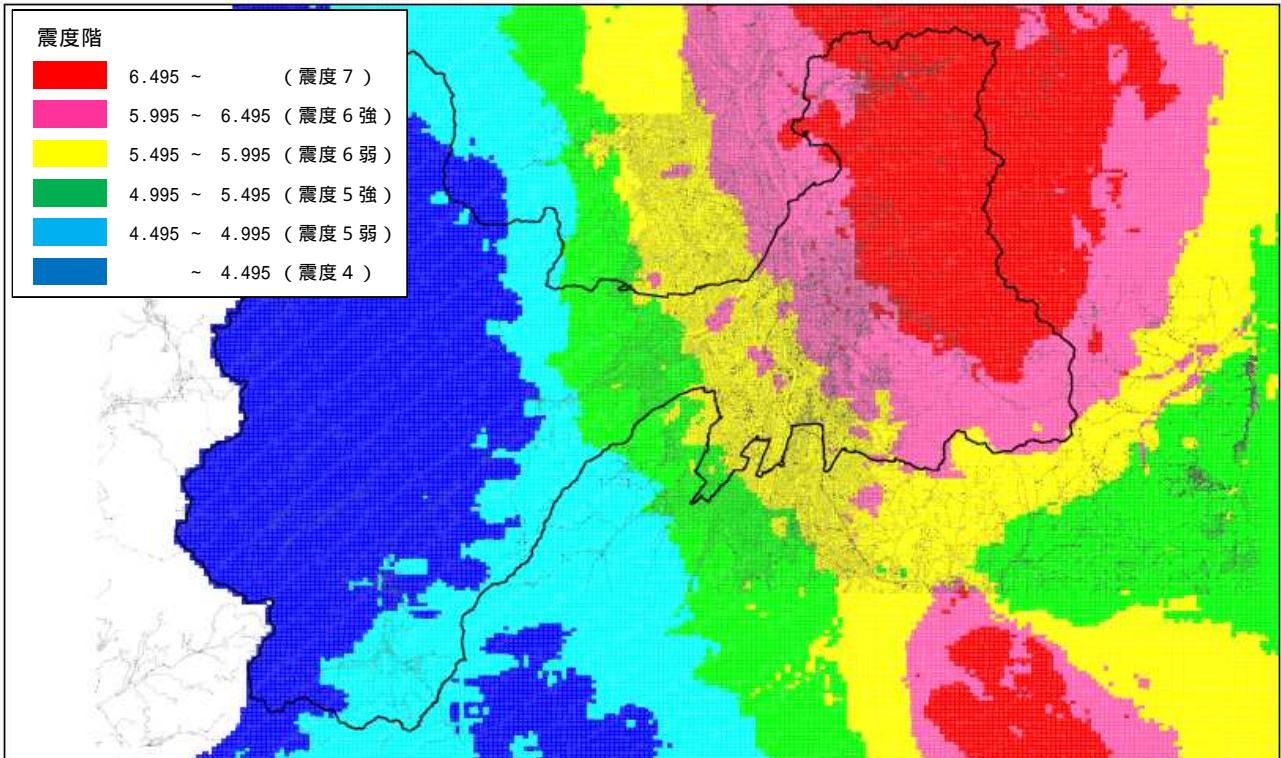 震度階
6.495 ~ （震度７）
5.995 ~ 6.495 （震度６強）
5.495 ~ 5.995 （震度６弱）
4.995 ~ 5.495 （震度５強）
4.495 ~ 4.995 （震度５弱）
~ 4.495 （震度４）